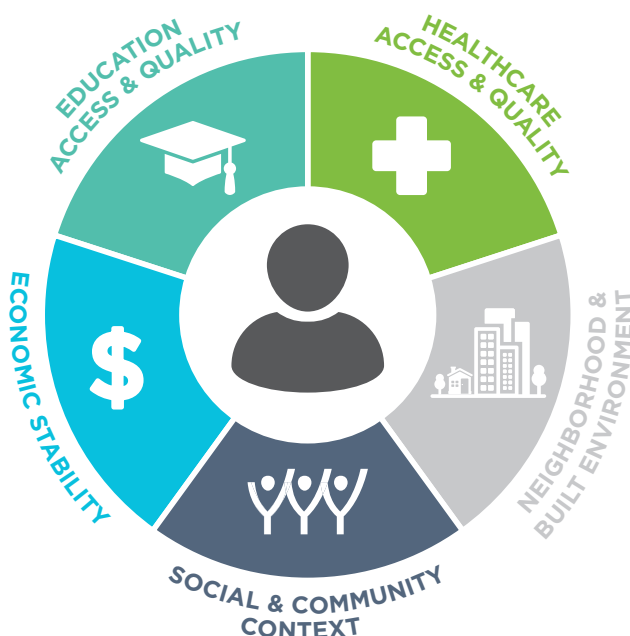 EDUCATION
ACCESS & QUALITY
HEALTHCARE
ACCESS & QUALITY
ECONOMIC STABILITY
$
NEIGHBORHOOD &
BUILT ENVIRONMENT
SOCIAL & COMMUNITY
CONTEXT